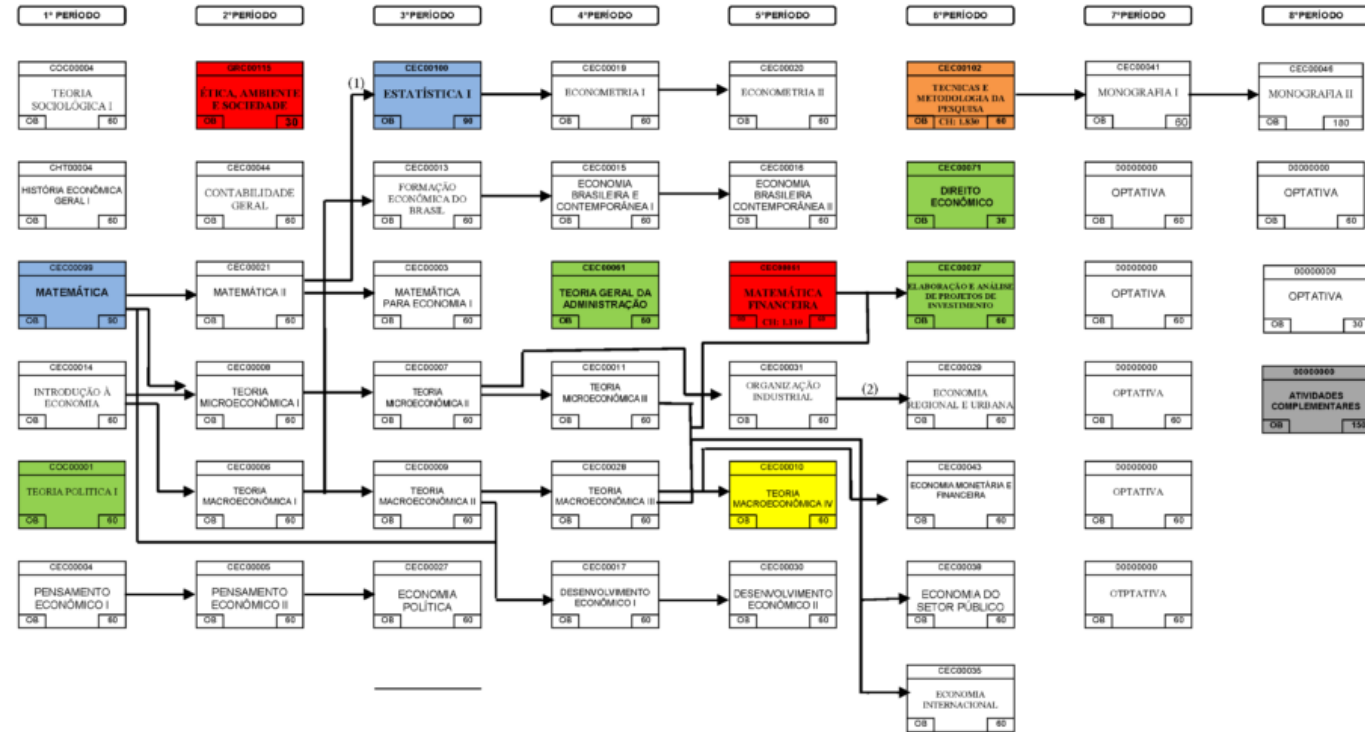 1º PERÍODO
2ºPERÍODO
3ºPERÍODO
4ºPERÍODO
5ºPERÍODO
6ºPERÍODO
7ºPERÍODO
8ºPERÍODO
COC00004
TEORIA
SOCIOLÓGICA I
OB 60
ÉTICA, AMBIENTE
E SOCIEDADE
OB 30
(1)
CEC00100
ESTATÍSTICA I
OB 90
CEC00019
ECONOMETRIA I
OB 60
CEC00020
ECONOMETRIA II
OB 60
CEC00102
TECNICAS E
METODOLOGIA DA
PESQUISA
OB CH: 1.830 60
CEC00041
MONOGRAFIA I
OB 60
CEC00046
MONOGRAFIA II
OB 180
CHT00004
HISTÓRIA ECONÔMICA
GERAL I
OB 60
CEC00044
CONTABILIDADE
GERAL
OB 60
CEC00013
FORMAÇÃO
ECONÔMICA DO
BRASIL
OB 60
CEC00015
ECONOMIA
BRASILEIRA E
CONTEMPORÂNEA I
OB 60
CEC00016
ECONOMIA
BRASILEIRA
CONTEMPORÂNEA II
OB 60
CEC00071
DIREITO
ECONÔMICO
OB 30
00000000
OPTATIVA
OB 60
00000000
OPTATIVA
OB 60
CEC00099
MATEMÁTICA
OB 90
CEC00021
MATEMÁTICA II
OB 60
CEC00003
MATEMÁTICA
PARA ECONOMIA I
OB 60
CEC00061
TEORIA GERAL DA
ADMINISTRAÇÃO
OB 60
MATEMÁTICA
FINANCEIRA
CH: 1.110
CEC00037
ELABORAÇÃO E ANÁLISE
DE PROJETOS DE
INVESTIMENTO
OB 60
00000000
OPTATIVA
OB 60
00000000
OPTATIVA
OB 30
CEC00014
INTRODUÇÃO À
ECONOMIA
OB 60
CEC00008
TEORIA
MICROECONÔMICA I
OB 60
CEC00007
TEORIA
MICROECONÔMICA II
OB 60
CEC00011
TEORIA
MICROECONÔMICA III
OB 60
CEC00031
ORGANIZAÇÃO
INDUSTRIAL
OB 60
(2)
CEC00029
ECONOMIA
REGIONAL E URBANA
OB 60
00000000
OPTATIVA
OB 60
00000000
ATIVIDADES
COMPLEMENTARES
OB
COC00001
TEORIA POLITICA I
OB 60
CEC00006
TEORIA
MACROECONÔMICA I
OB 60
CEC00009
TEORIA
MACROECONÔMICA II
OB 60
CEC00028
TEORIA
MACROECONÔMICA III
OB 60
CEC00010
TEORIA
MACROECONÔMICA IV
OB 60
CEC00043
ECONOMIA MONETÁRIA E
FINANCEIRA
OB 60
00000000
OPTATIVA
OB 60
CEC00004
PENSAMENTO
ECONÔMICO I
OB 60
CEC00005
PENSAMENTO
ECONÔMICO II
OB 60
CEC00027
ECONOMIA
POLÍTICA
OB 60
CEC00017
DESENVOLVIMENTO
ECONÔMICO I
OB 60
CEC00030
DESENVOLVIMENTO
ECONÔMICO II
OB 60
CEC00038
ECONOMIA DO
SETOR PÚBLICO
OB 60
00000000
OTPTATIVA
OB 60
CEC00035
ECONOMIA
INTERNACIONAL
OB 60